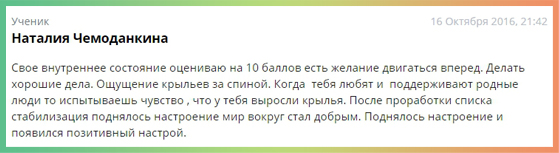 Ученик
16 Октября 2016, 21:42
Наталия Чемоданкина
Свое внутреннее состояние оцениваю на 10 баллов есть желание двигаться вперед. Делать
хорошие дела. Ощущение крыльев за спиной. Когда тебя любят и поддерживают родные
люди то испытываешь чувство , что у тебя выросли крылья. После проработки списка
стабилизация поднялось настроение мир вокруг стал добрым. Поднялось настроение и
появился позитивный настрой.